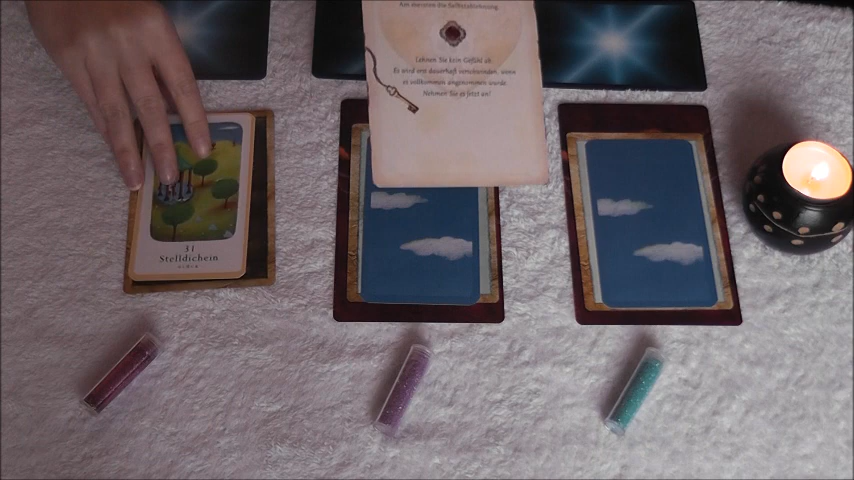 Am meisten die Selbstablehnung.
Lehnen Sie kein Gefühl ab.
Es wird erst dauerhaft verschwinden, wenn
es vollkommen angenommen wurde.
Nehmen Sie es jetzt an!
31
Stelldichein